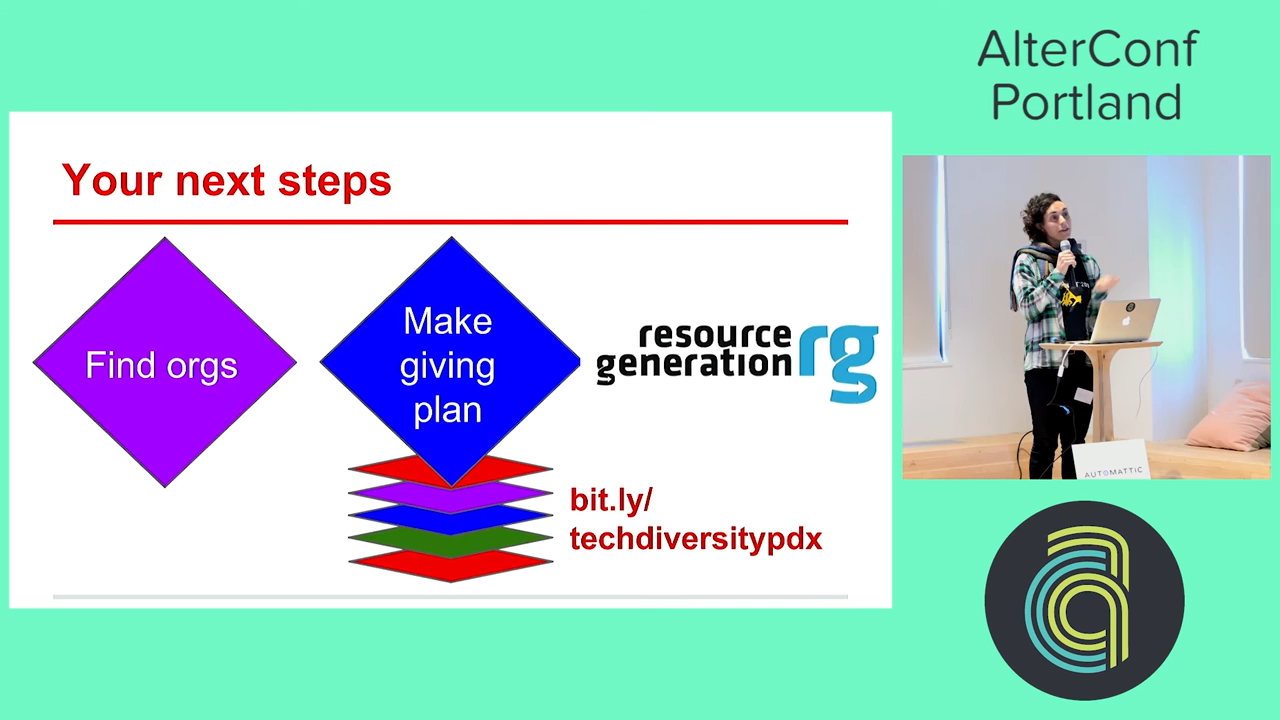 AlterConf
Portland
Your next steps
Find orgs
Make
giving
plan
resource
generation
rg
bit.ly/
techdiversitypdx
AUTOMATTIC